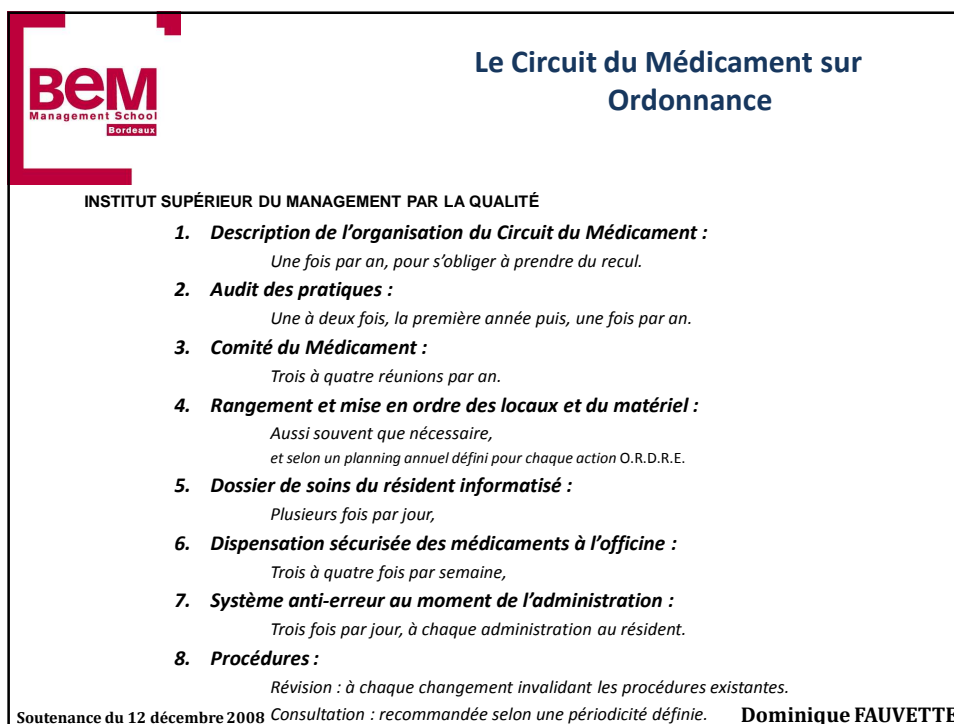 BeM
Management School
Bordeaux
Le Circuit du Médicament sur
Ordonnance
INSTITUT SUPÉRIEUR DU MANAGEMENT PAR LA QUALITÉ
1. Description de l’organisation du Circuit du Médicament :
Une fois par an, pour s’obliger à prendre du recul.
2. Audit des pratiques :
Une à deux fois, la première année puis, une fois par an.
3. Comité du Médicament :
Trois à quatre réunions par an.
4. Rangement et mise en ordre des locaux et du matériel :
Aussi souvent que nécessaire,
et selon un planning annuel défini pour chaque action O.R.D.R.E.
5. Dossier de soins du résident informatisé :
Plusieurs fois par jour,
6. Dispensation sécurisée des médicaments à l’officine :
Trois à quatre fois par semaine,
7. Système anti-erreur au moment de l’administration :
Trois fois par jour, à chaque administration au résident.
8. Procédures :
Révision : à chaque changement invalidant les procédures existantes.
Consultation : recommandée selon une périodicité définie.
Soutenance du 12 décembre 2008
Dominique FAUVETTE